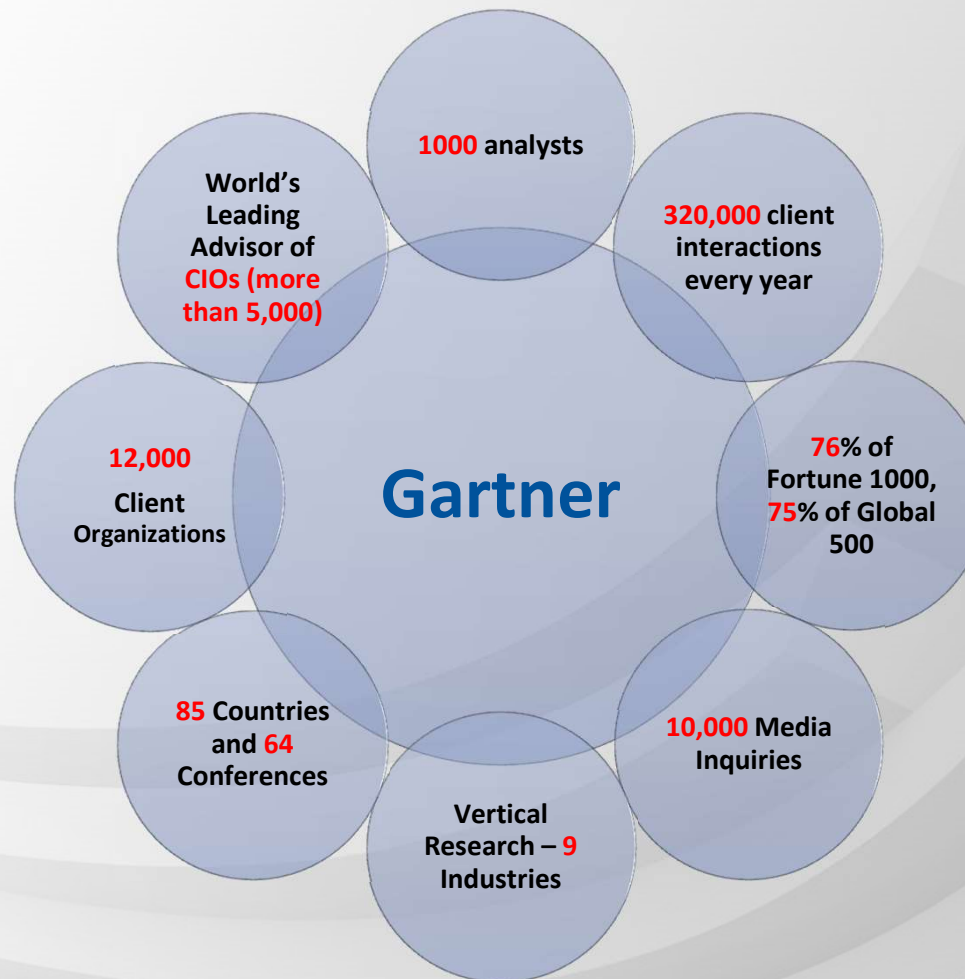 1000 analysts
320,000 client
interactions
every year
76% of
Fortune 1000,
75% of Global
500
10,000 Media
Inquiries
Vertical
Research – 9
Industries
85 Countries
and 64
Conferences
12,000
Client
Organizations
World’s
Leading
Advisor of
CIOs (more
than 5,000)
Gartner